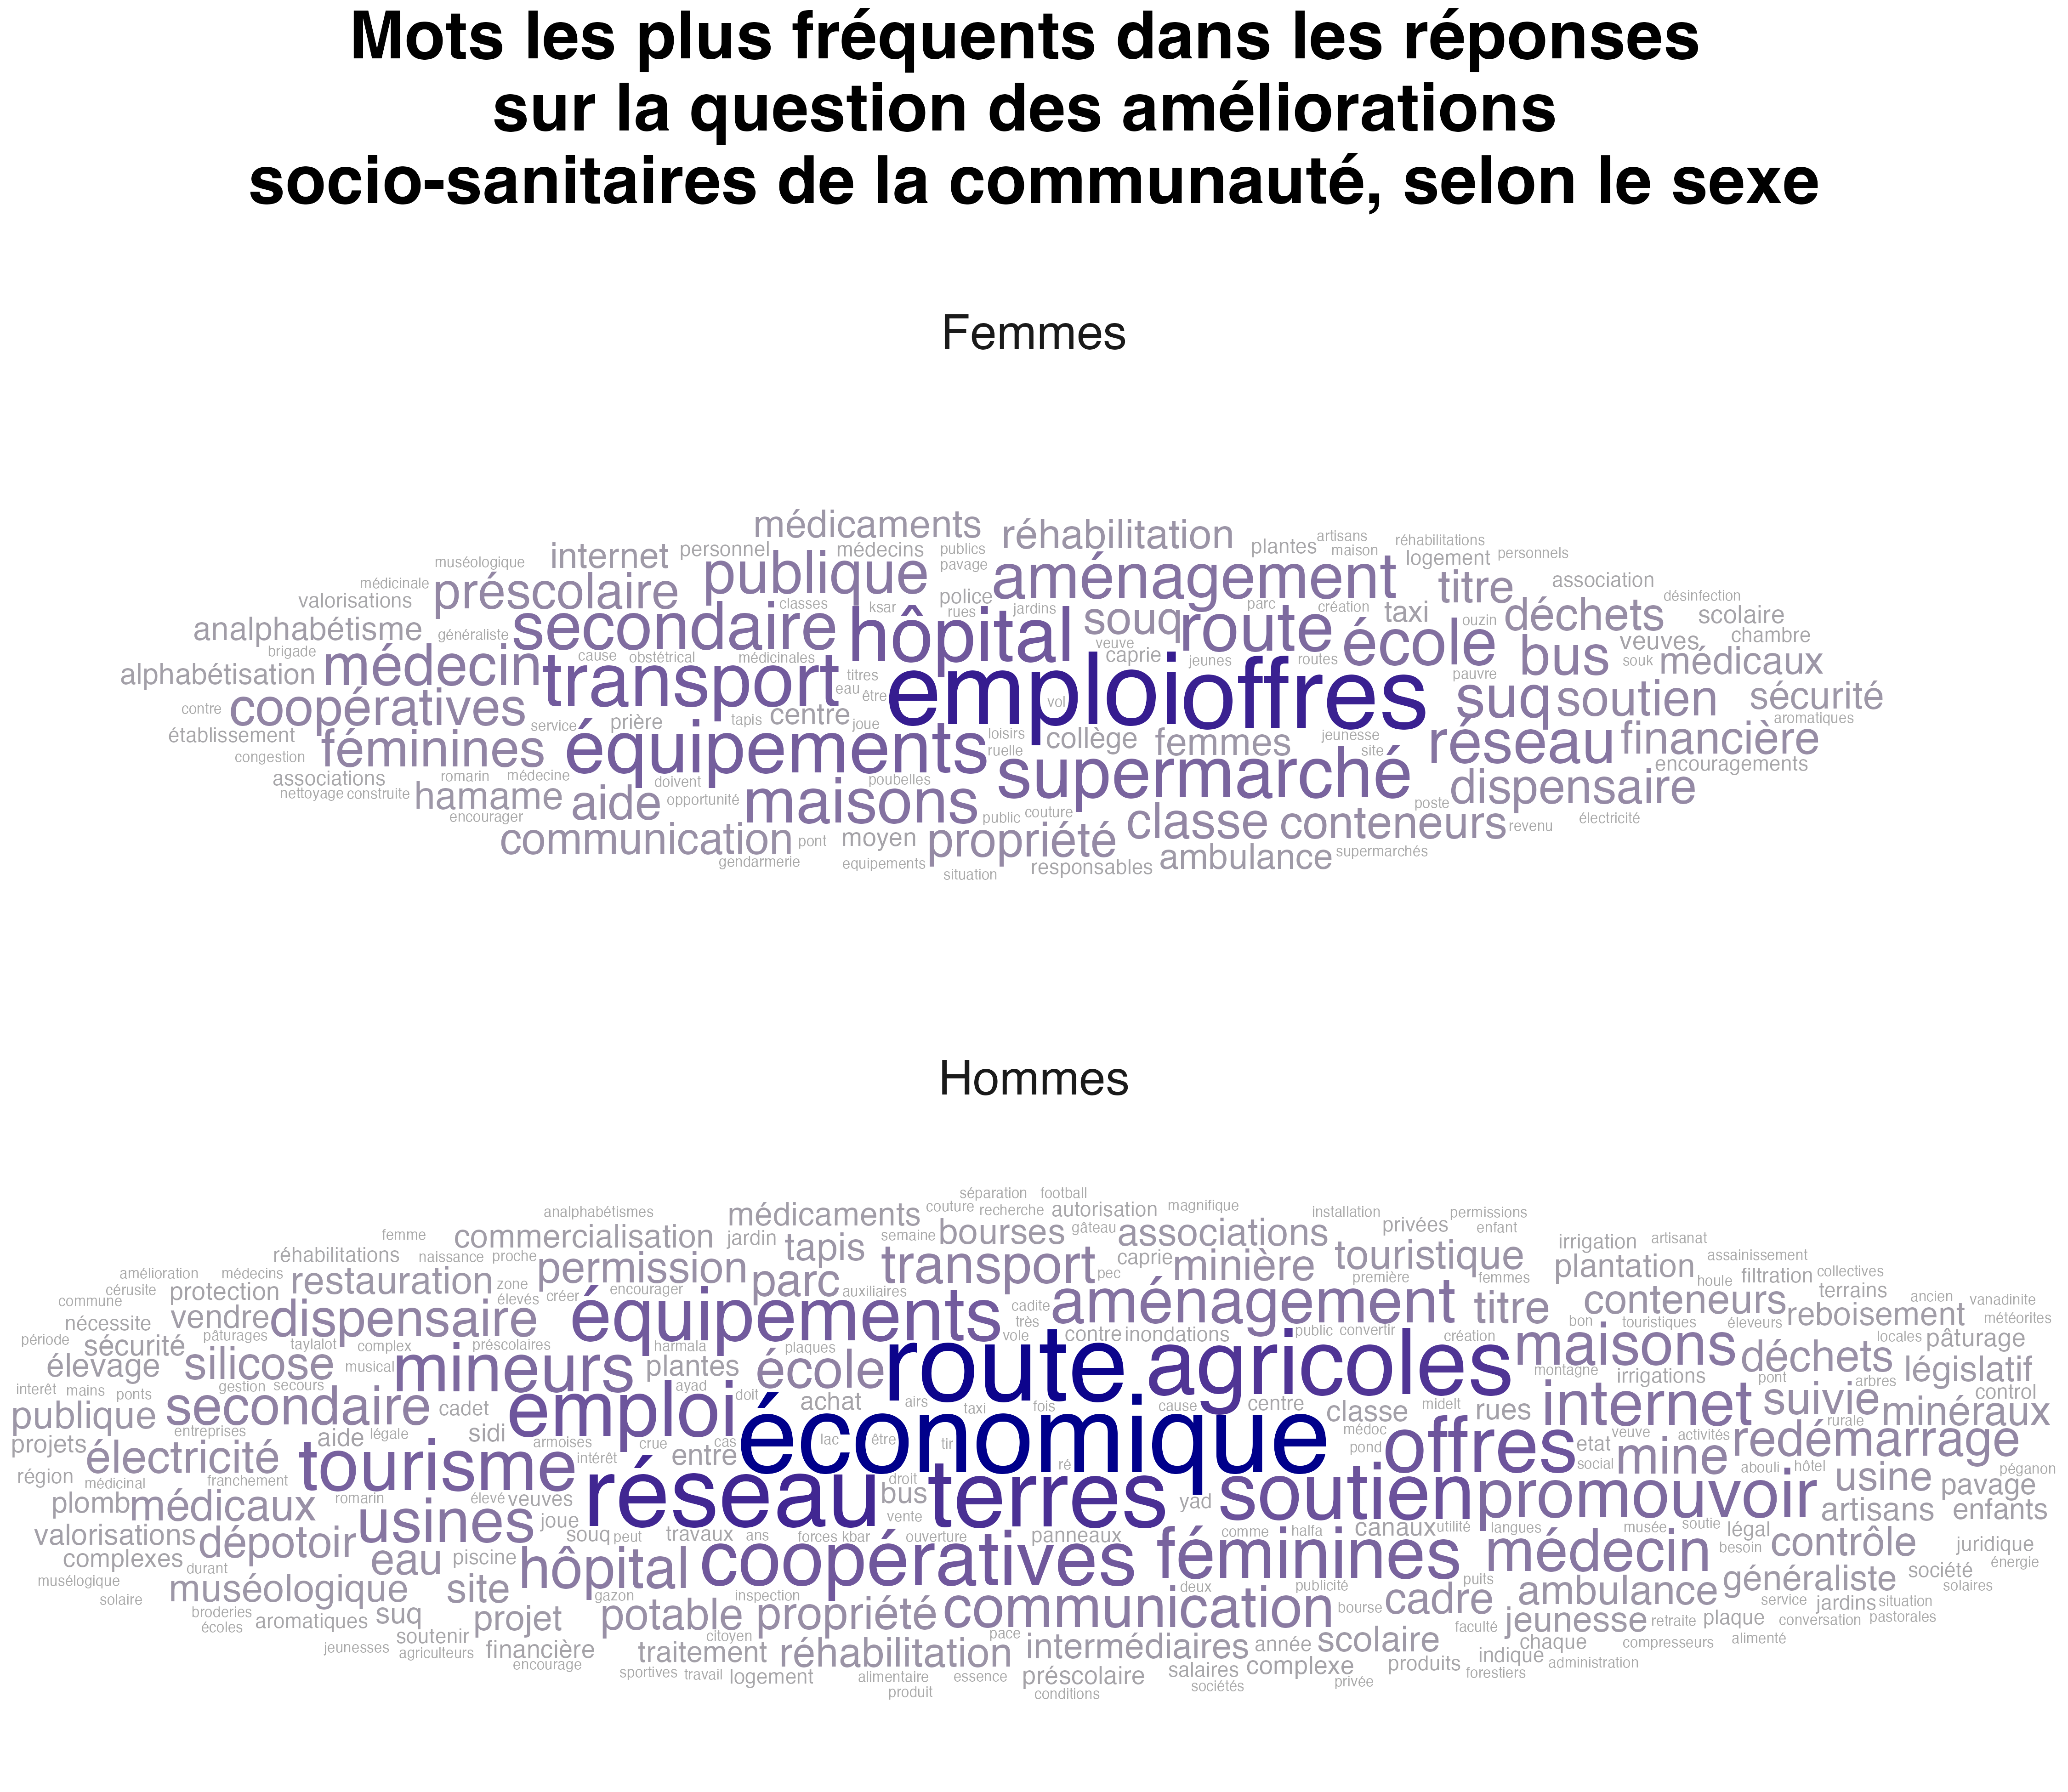 Mots les plus fréquents dans les réponses
sur la question des améliorations
socio-sanitaires de la communauté, selon le sexe
Femmes
médicaments réhabilitation artisans réhabilitations
muséologique internet personnel médecins publics plantes maison logement personnels
médicinale préscolaire publique pavage aménagement titre association
valorisations classes ksar police rues jardins parc création taxi ouzin déchets désinfection scolaire
analphabétisme généraliste secondaire hôpital souq route école bus veuves chambre
brigade cause obstétrical médicinales veuve caprie jeunes routes pauvre souk médicaux
alphabétisation médecin transport titres eau être emploi offres suq soutien sécurité
contre coopératives service prière tapis centre joue vol aromatiques
établissement féminines équipements loisirs collège femmes jeunesse site réseau financière
congestion ruelle encouragements
associations romarin médecine doivent poubelles supermarché dispensaire
nettoyage construite hamame aide opportunité maisons public couture poste
encourager classe conteneurs revenu électricité
communication pont moyen propriété ambulance supermarchés
gendarmerie equipements responsables
situation
Hommes
séparation football
analphabétismes médicaments couture recherche autorisation magnifique installation permissions
femme commercialisation jardin semaine bourses gâteau associations privées enfant
réhabilitations naissance proche tapis transport caprie minière touristique irrigation artisanat assainissement
amélioration médecins restauration zone permission parc pec première femmes plantation houle filtration collectives
cérusite protection élevés créer encourager auxiliaires terrains
commune vendre dispensaire équipements cadite aménagement titre conteneurs ancien vanadinite
nécessite très bon touristiques éleveurs reboisement météorites
période sécurité pâturages taylalot complex préscolaires harmala plaques vole contre inondations public convertir création maisons locales pâturage
élevage silicose musical mineurs plantes école route agricoles montagne irrigations pont déchets arbres législatif
interêt mains ponts gestion secours ayad
publique secondaire cadet emploi doit achat airs taxi fois cause centre classe midelt rues internet suivie control minéraux
projets entreprises aide légale sidi économique médoc veuve activités rurale
électricité armoises crue cas entre lac être tir pond offres etat mine redémarrage
région médicinal franchement tourisme intérêt ré social abouli hôtel usine péganon
plomb médicaux romarin élevé veuves réseau droit bus terres yad soutien promouvoir pavage
valorisations usines joue vente artisans enfants
dépotoir souq peut travaux ans forces kbar ouverture panneaux comme halfa canaux utilité langues musée soutie légal
complexes durant eau piscine hôpital coopératives féminines médecin besoin contrôle juridique
musélogique muséologique site gazon inspection deux publicité puits ambulance généraliste société énergie
solaire solaires
broderies aromatiques suq projet potable propriété communication bourse cadre service jardins situation
écoles soutenir citoyen pace faculté jeunesse retraite plaque conversation pastorales
jeunesses agriculteurs financière traitement réhabilitation intermédiaires année scolaire chaque compresseurs alimenté
encourage sportives travail logement alimentaire essence préscolaire salaires complexe produits indique administration
produit conditions sociétés privée forestiers